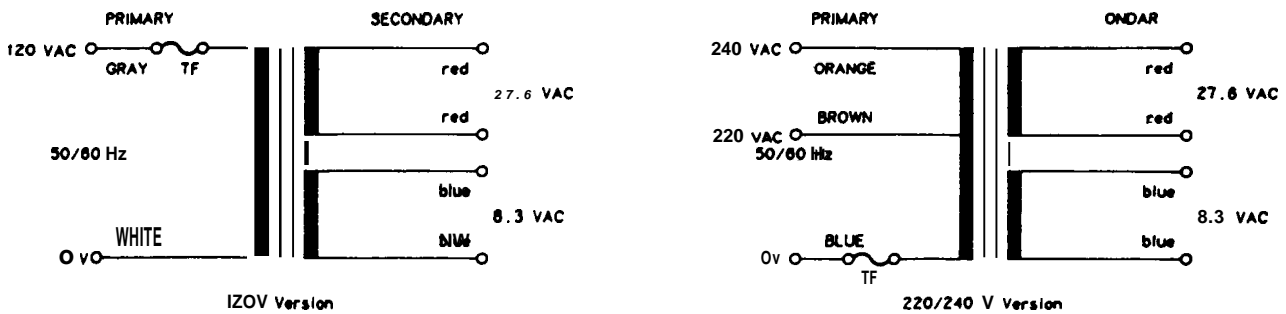 PRIMARY SECONDARY
120 VAC
GRAY TF
red
27.6 VAC
red
50/60 Hz
blue
8.3 VAC
WHITE
NW
0 V
IZOV Version
PRIMARY ONDAR
240 VAC
ORANGE
red
27.6 VAC
BROWN
red
220 VAC
50/60 Hz
blue
8.3 VAC
BLUE
blue
0v
TF
220/240 V Version